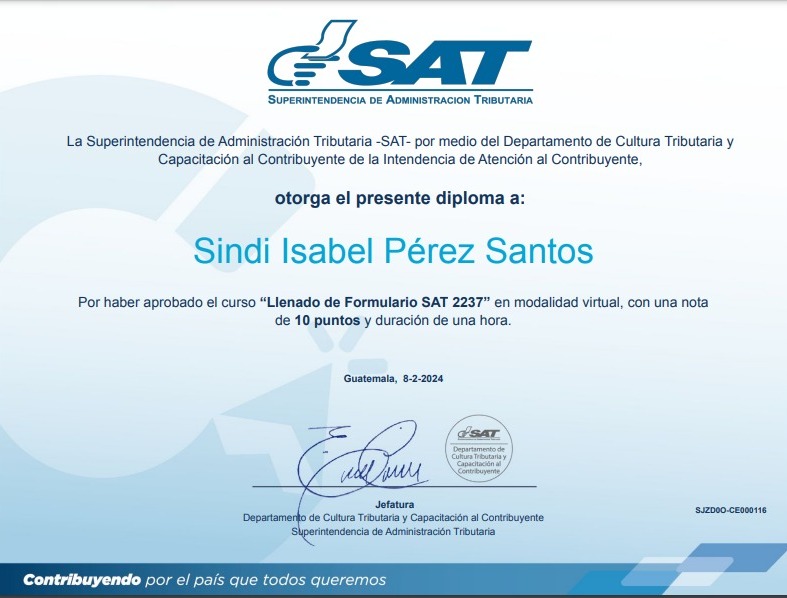 SAT
SUPERINTENDENCIA DE ADMINISTRACION TRIBUTARIA
La Superintendencia de Administración Tributaria -SAT- por medio del Departamento de Cultura Tributaria y
Capacitación al Contribuyente de la Intendencia de Atención al Contribuyente,
otorga el presente diploma a:
Sindi Isabel Pérez Santos
Por haber aprobado el curso “Llenado de Formulario SAT 2237” en modalidad virtual, con una nota
de 10 puntos y duración de una hora.
Guatemala, 8-2-2024
SAT
Departamento de
Cultura Tributaria y
Capacitación al
Contribuyente
Jefatura
Departamento de Cultura Tributaria y Capacitación al Contribuyente
Superintendencia de Administración Tributaria
SJZD0O-CE000116
Contribuyendo por el país que todos queremos